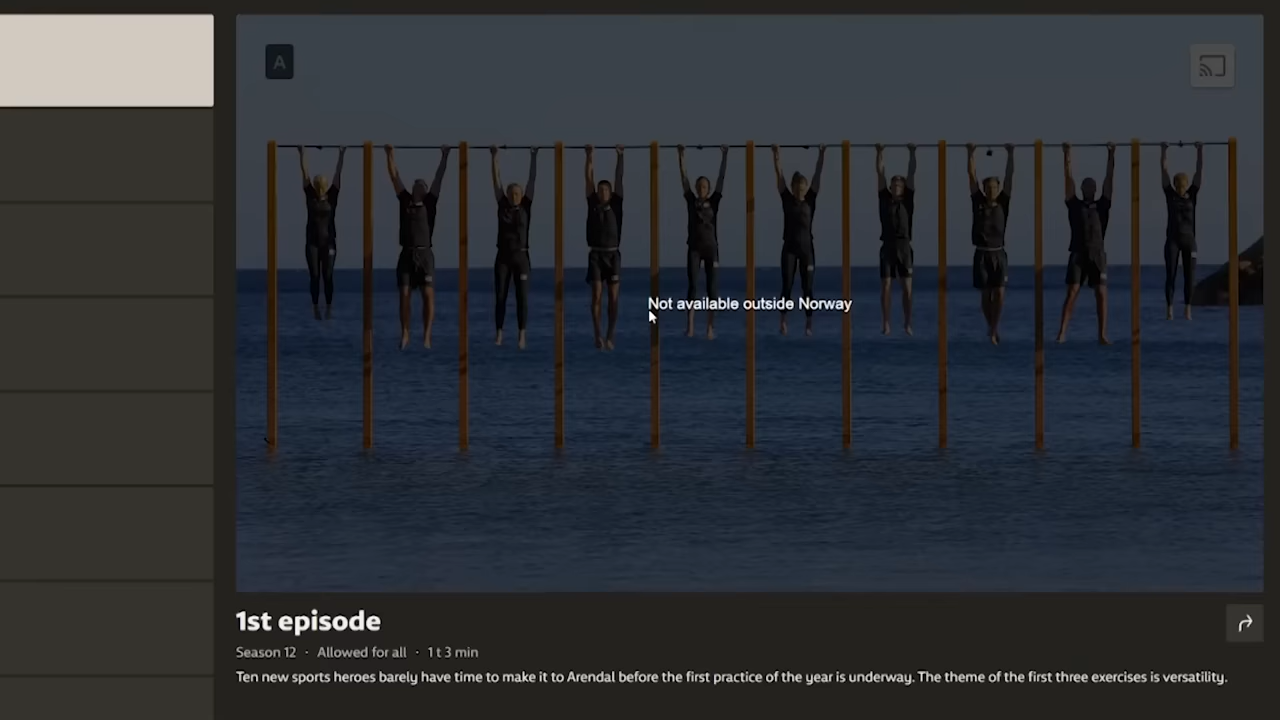 A
Not available outside Norway
1st episode
Season 12 · Allowed for all · 1 t 3 min
Ten new sports heroes barely have time to make it to Arendal before the first practice of the year is underway. The theme of the first three exercises is versatility.